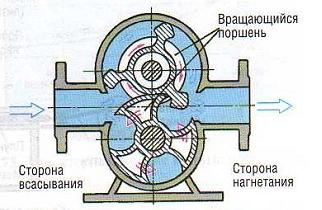 Вращающийся
поршень
Сторона
всасывания
Сторона
нагнетания